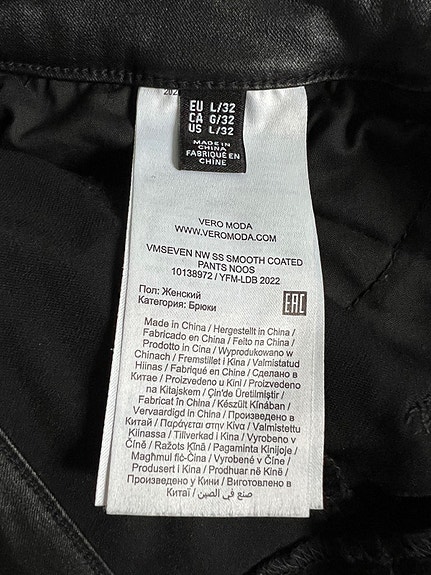 202
EU L/32
CA G/32
US L/32
MADE IN
CHINA
FABRIQUÉ EN
CHINE
VERO MODA
WWW.VEROMODA.COM
VMSEVEN NW SS SMOOTH COATED
PANTS NOOS
10138972 / YFM-LDB 2022
Пол: Женский
Категория: Брюки
EAC
Made in China / Hergestellt in China /
Fabricado en China / Feito na China /
Prodotto in Cina / Wyprodukowano w
Chinach / Fremstillet i Kina / Valmistatud
Hiinas / Fabriqué en Chine / Сделано в
Китае / Proizvedeno u Kini / Proizvedeno
na Kitajskem / Çin'de Üretilmiştir /
Fabricat în China / Készült Kínában /
Vervaardigd in China / Произведено в
Китай / Παράγεται στην Κίνα / Valmistettu
Kiinassa / Tillverkad i Kina / Vyrobeno v
Číně / Ražots Ķīnā / Pagaminta Kinijoje /
Magħmul fiċ-Ċina / Vyrobené v Číne /
Produsert i Kina / Prodhuar në Kinë /
Произведено у Кини / Виготовлено в
Китаї / صنع في الصين